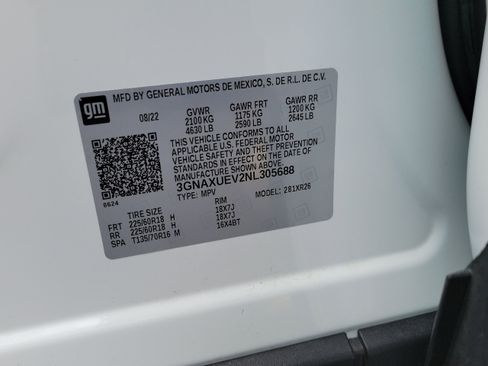 gm
MFD BY GENERAL MOTORS DE MEXICO, S. DE R.L. DE C.V.
08/22 GVWR GAWR FRT GAWR RR
2100 KG 1175 KG 1200 KG
4630 LB 2590 LB 2645 LB
THIS VEHICLE CONFORMS TO ALL
APPLICABLE U.S. FEDERAL MOTOR
VEHICLE SAFETY AND THEFT PREVENTION
STANDARDS IN EFFECT ON THE DATE OF
MANUFACTURE SHOWN ABOVE.
3GNAXUEV2NL305688
8624 TYPE: MPV MODEL: 281XR26
TIRE SIZE RIM
FRT 225/60R18 H 18X7J
RR 225/60R18 H 18X7J
SPA T135/70R16 M 16X4BT